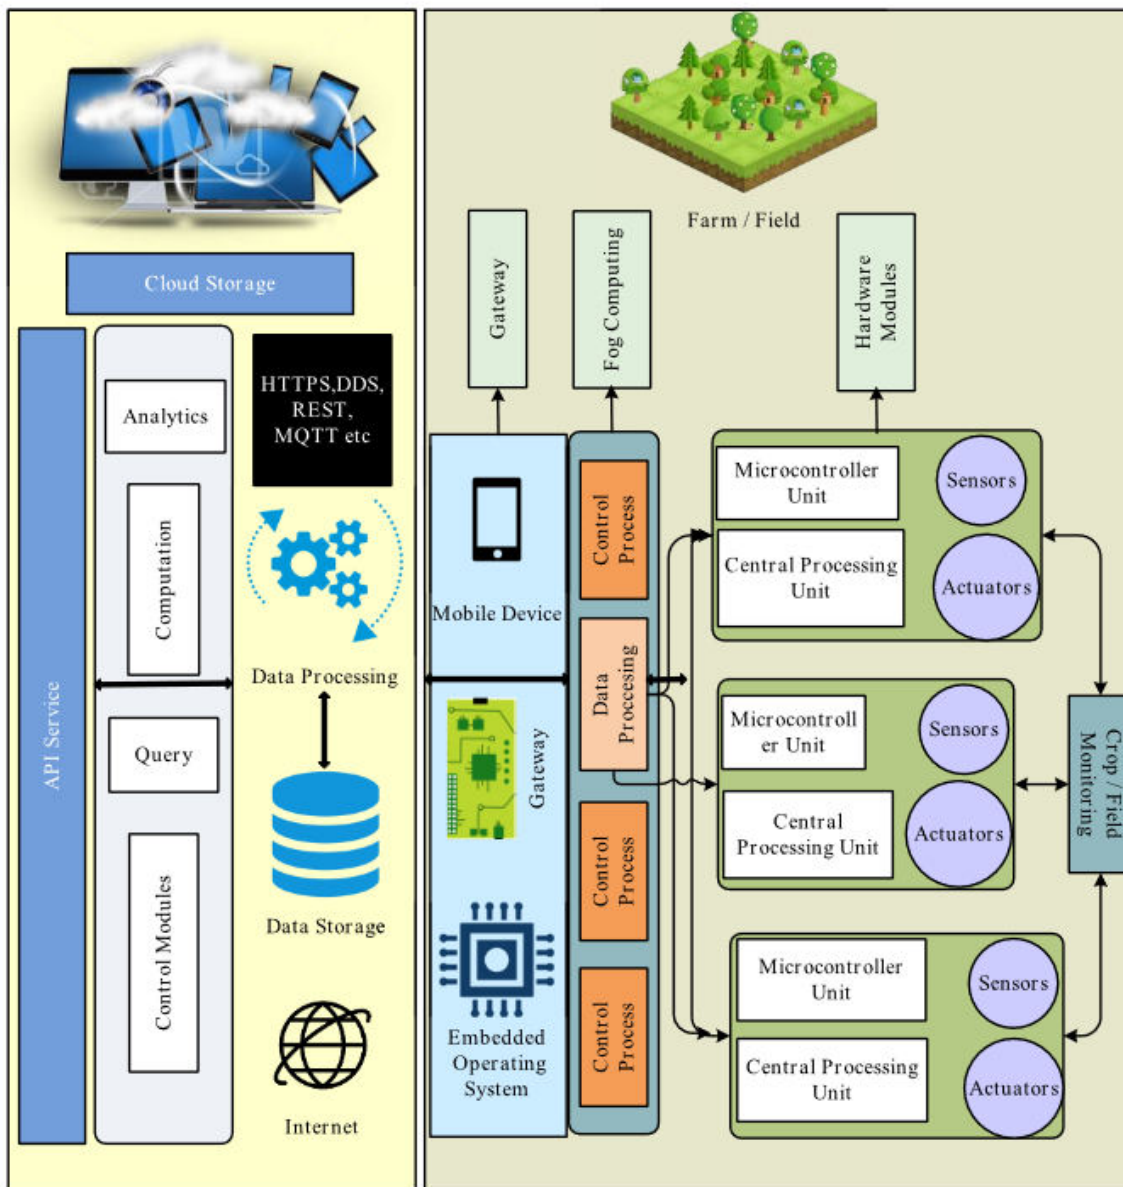 Cloud Storage
API Service
Analytics
Computation
Query
Control Modules
HTTPS,DDS,
REST,
MQTT etc
Data Processing
Data Storage
Internet
Farm / Field
Gateway
Fog Computing
Hardware
Modules
Mobile Device
Gateway
Embedded
Operating
System
Control
Process
Data
Proccesing
Control
Process
Control
Process
Microcontroller
Unit
Sensors
Central Processing
Unit
Actuators
Microcontroll
er Unit
Sensors
Central
Processing Unit
Actuators
Microcontroller
Unit
Sensors
Central Processing
Unit
Actuators
Crop / Field
Monitoring